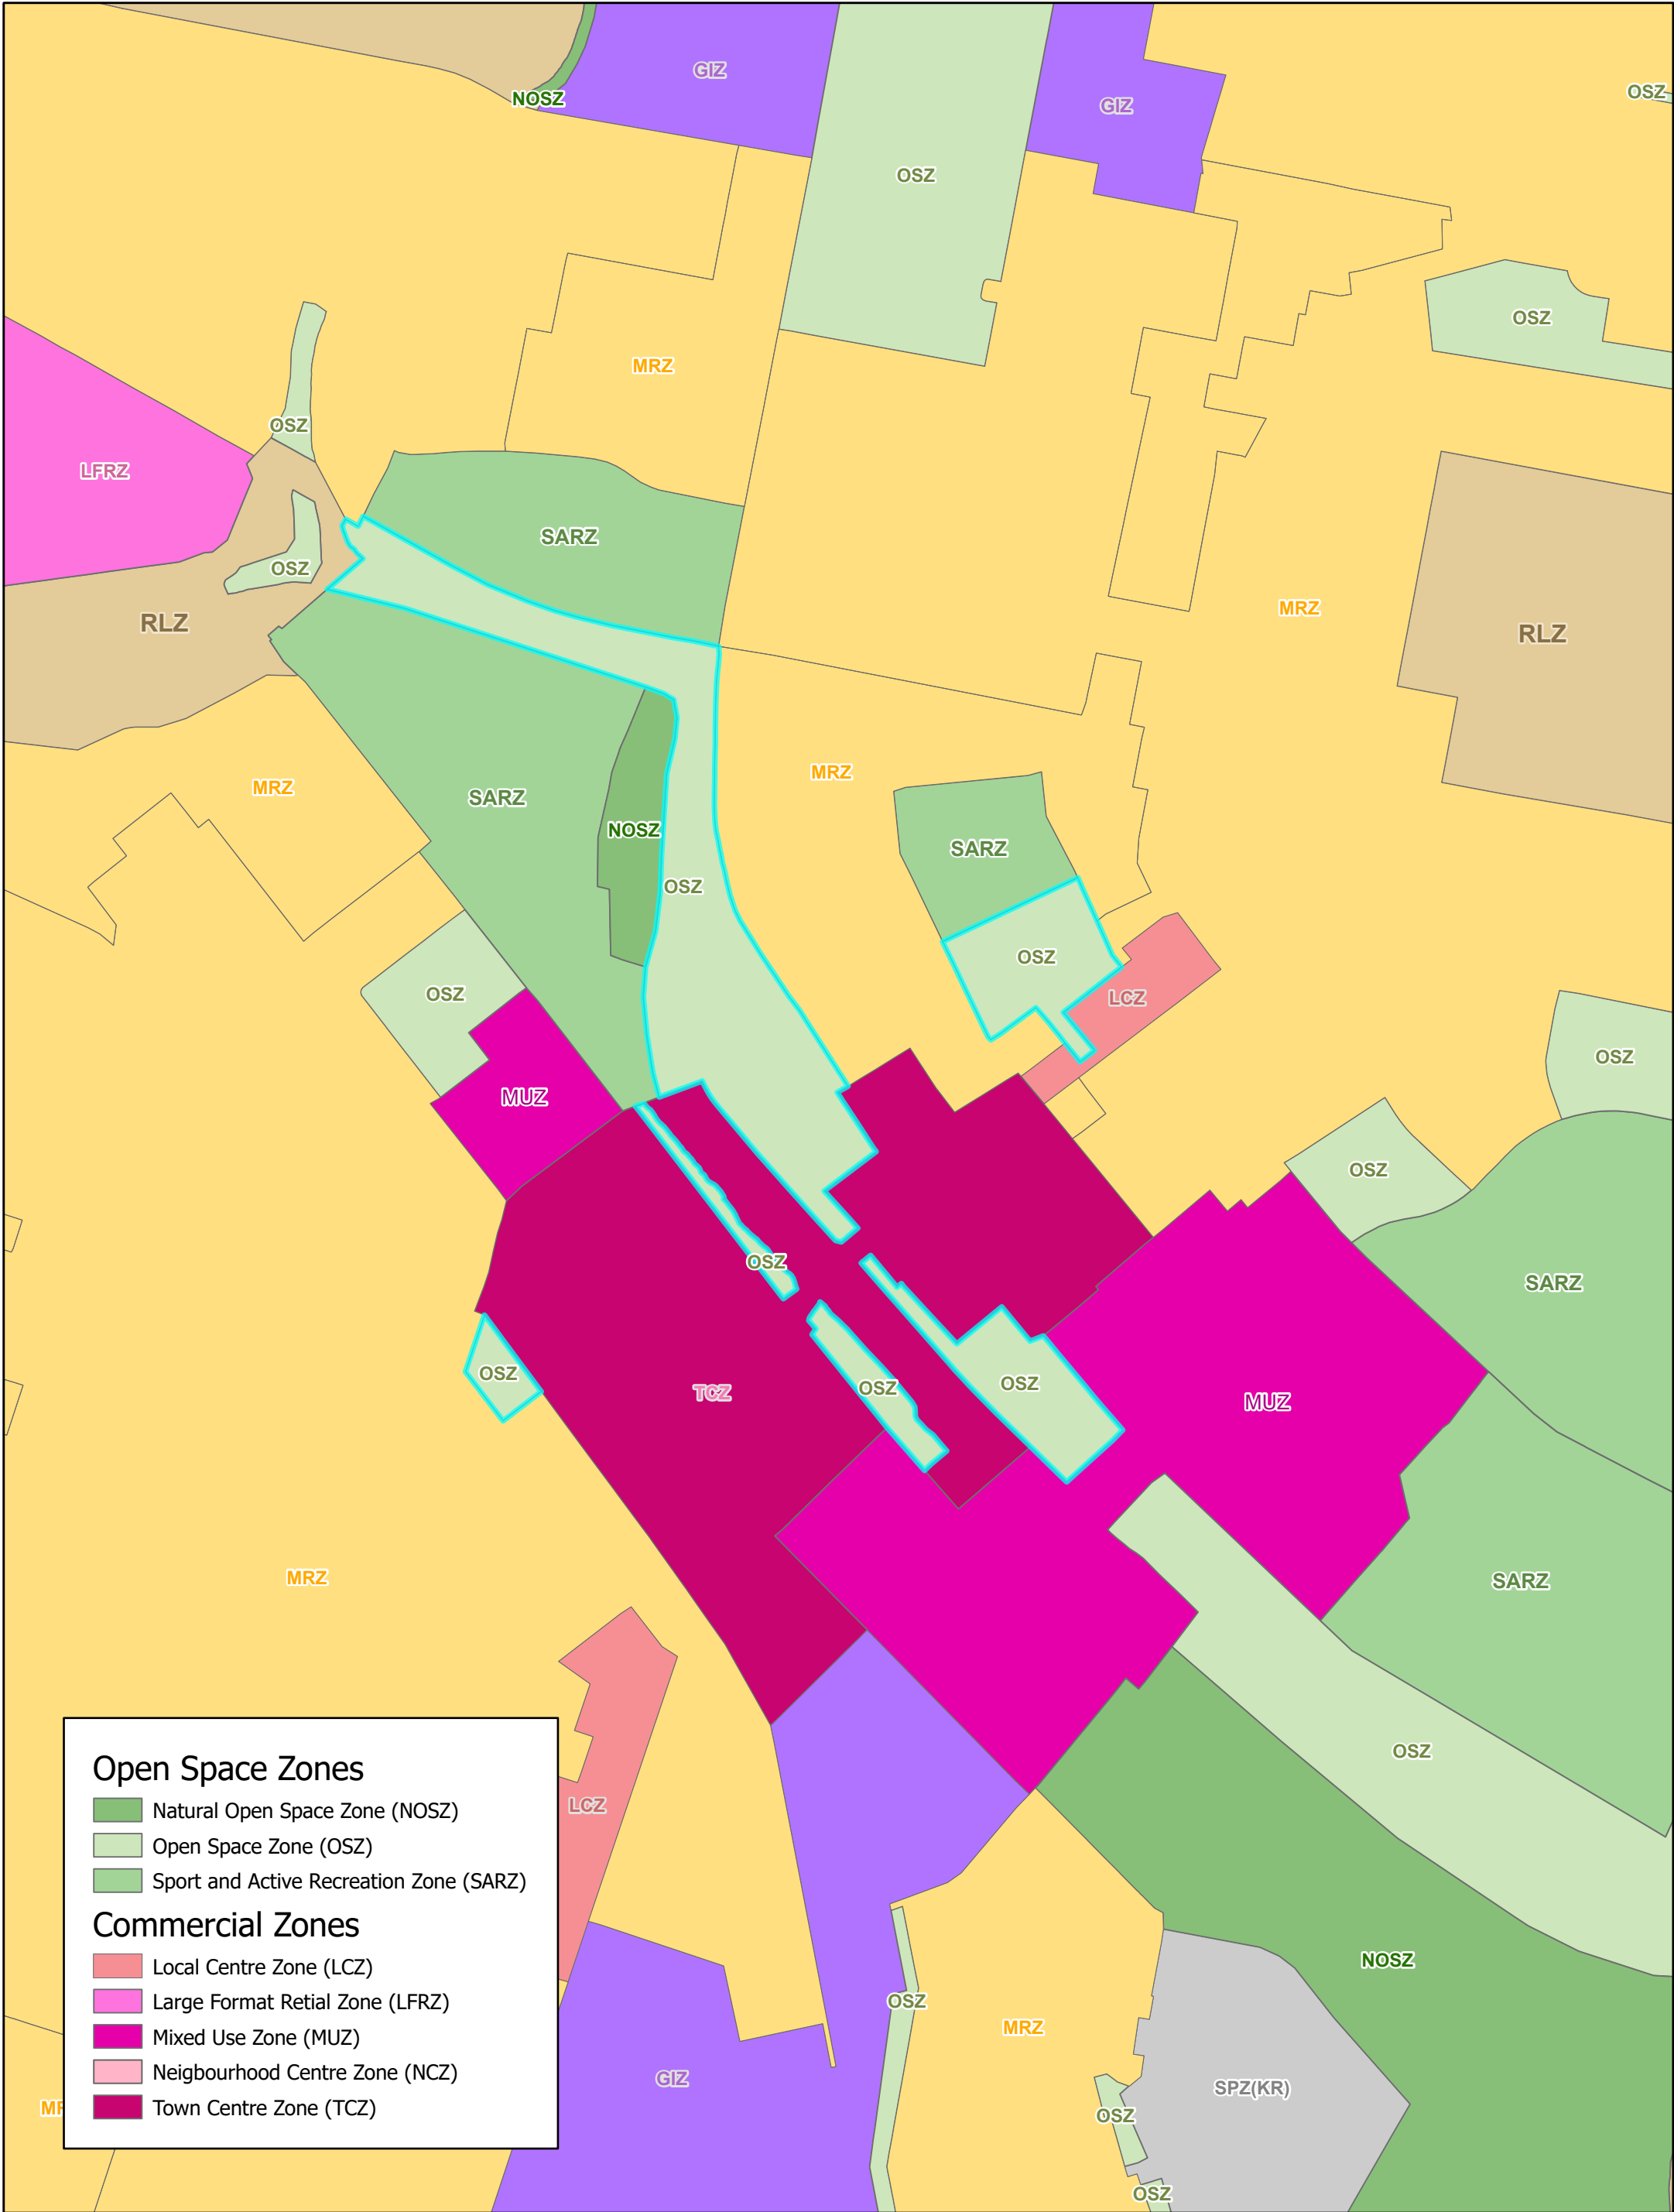 GIZ
OSZ
NOSZ
GIZ
OSZ
OSZ
MRZ
OSZ
LFRZ
SARZ
OSZ
RLZ
MRZ
RLZ
MRZ
MRZ
SARZ
NOSZ
SARZ
OSZ
OSZ
OSZ
LCZ
OSZ
MUZ
OSZ
OSZ
SARZ
OSZ
OSZ
OSZ
TCZ
MUZ
MRZ
SARZ
OSZ
LCZ
NOSZ
OSZ
MRZ
GIZ
SPZ(KR)
OSZ
OSZ
Open Space Zones
Natural Open Space Zone (NOSZ)
Open Space Zone (OSZ)
Sport and Active Recreation Zone (SARZ)
Commercial Zones
Local Centre Zone (LCZ)
Large Format Retial Zone (LFRZ)
Mixed Use Zone (MUZ)
Neigbourhood Centre Zone (NCZ)
Town Centre Zone (TCZ)